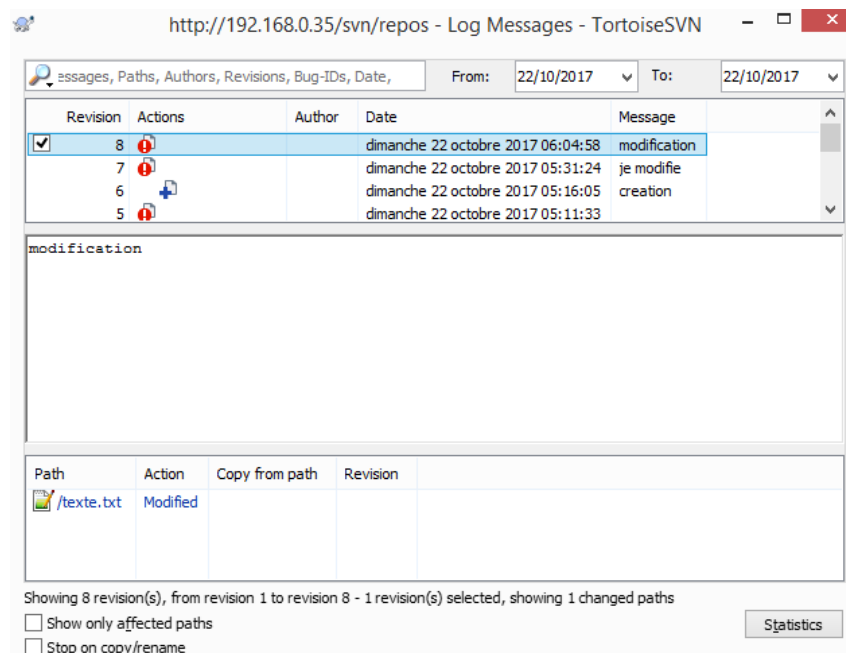 http://192.168.0.35/svn/repos - Log Messages - TortoiseSVN
essages, Paths, Authors, Revisions, Bug-IDs, Date, From: 22/10/2017 To: 22/10/2017
Revision Actions Author Date Message
8 dimanche 22 octobre 2017 06:04:58 modification
7 dimanche 22 octobre 2017 05:31:24 je modifie
6 dimanche 22 octobre 2017 05:16:05 creation
5 dimanche 22 octobre 2017 05:11:33
modification
Path Action Copy from path Revision
/texte.txt Modified
Showing 8 revision(s), from revision 1 to revision 8 - 1 revision(s) selected, showing 1 changed paths
Show only affected paths Statistics
Stop on copy/rename